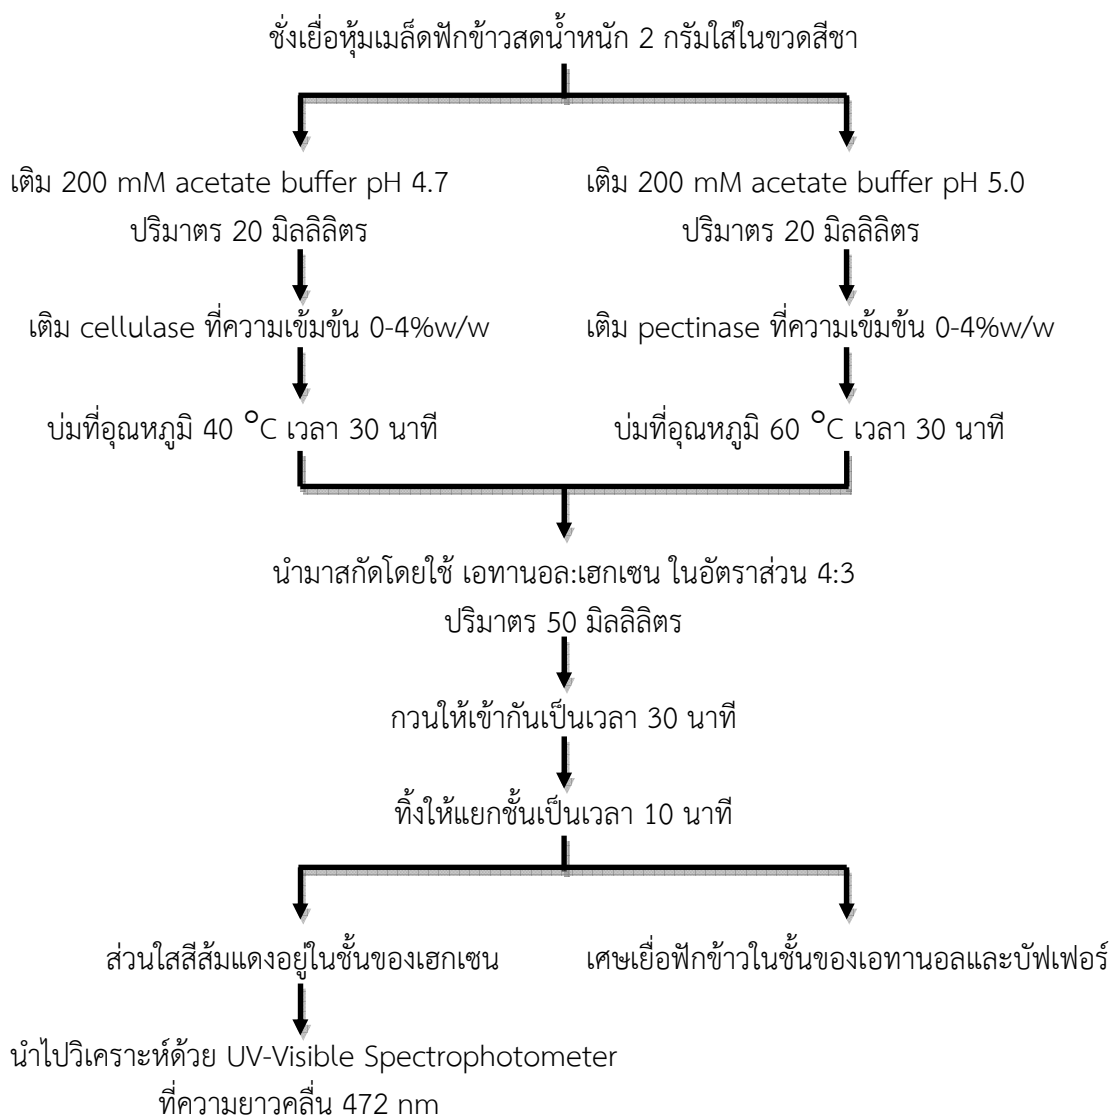 ชั่งเยื่อหุ้มเมล็ดฟักข้าวสดน้ำหนัก 2 กรัมใส่ในขวดสีชา
เติม 200 mM acetate buffer pH 4.7
ปริมาตร 20 มิลลิลิตร
เติม cellulase ที่ความเข้มข้น 0-4%w/w
บ่มที่อุณหภูมิ 40 °C เวลา 30 นาที
เติม 200 mM acetate buffer pH 5.0
ปริมาตร 20 มิลลิลิตร
เติม pectinase ที่ความเข้มข้น 0-4%w/w
บ่มที่อุณหภูมิ 60 °C เวลา 30 นาที
นำมาสกัดโดยใช้ เอทานอล:เฮกเซน ในอัตราส่วน 4:3
ปริมาตร 50 มิลลิลิตร
กวนให้เข้ากันเป็นเวลา 30 นาที
ทิ้งให้แยกชั้นเป็นเวลา 10 นาที
ส่วนใสสีส้มแดงอยู่ในชั้นของเฮกเซน
เศษเยื่อฟักข้าวในชั้นของเอทานอลและบัฟเฟอร์
นำไปวิเคราะห์ด้วย UV-Visible Spectrophotometer
ที่ความยาวคลื่น 472 nm